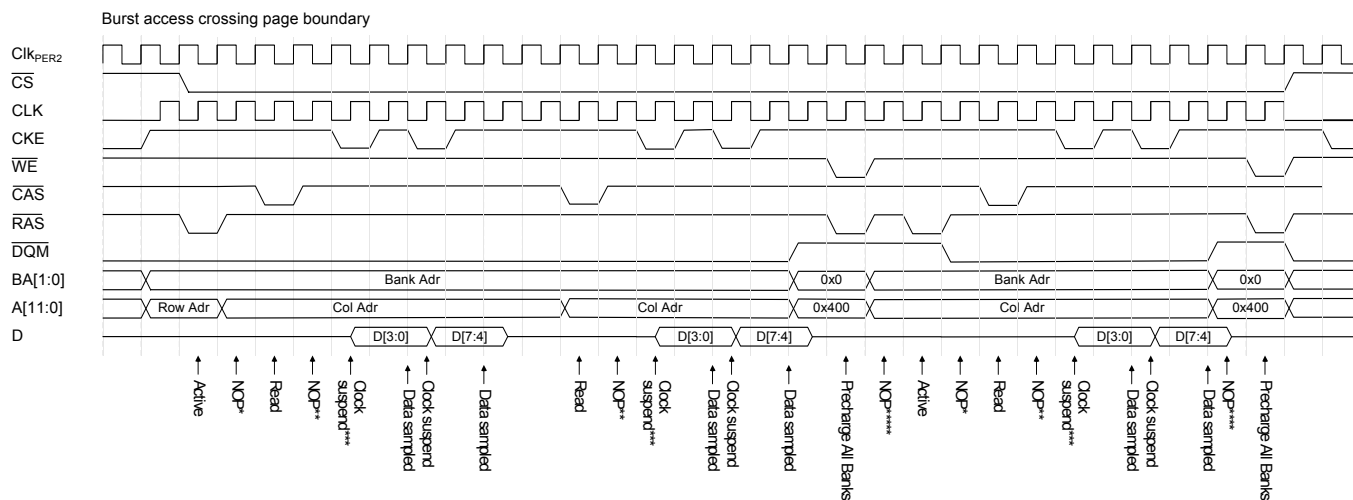 Burst access crossing page boundary
ClkPER2
CS
CLK
CKE
WE
CAS
RAS
DQM
BA[1:0] Bank Adr 0x0 Bank Adr 0x0
A[11:0] Row Adr Col Adr Col Adr 0x400 Col Adr 0x400
D D[3:0] D[7:4] D[3:0] D[7:4] D[3:0] D[7:4]
Active
NOP*
Read
NOP**
Clock
suspend***
Data sampled
Clock suspend
Data sampled
Read
NOP**
Clock
suspend***
Data sampled
Clock suspend
Data sampled
Precharge All Banks
NOP*****
Active
NOP*
Read
NOP**
Clock
suspend***
Data sampled
Clock suspend
Data sampled
NOP****
Precharge All Banks